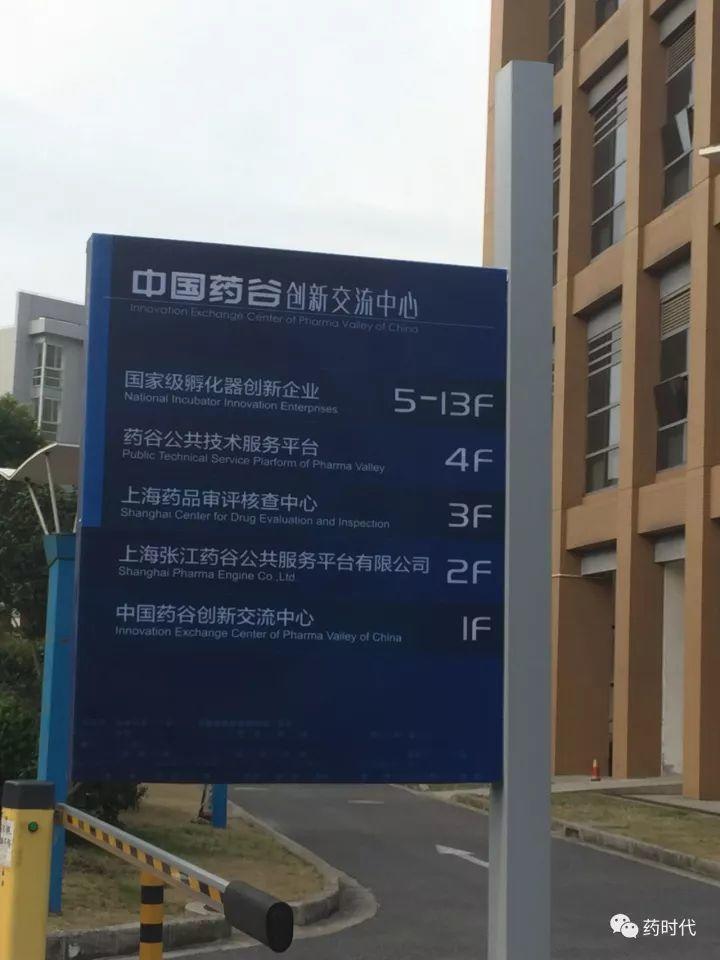 中国药谷创新交流中心
Innovation Exchange Center of Pharma Valley of China
国家级孵化器创新企业
National Incubator Innovation Enterprises
5-13F
药谷公共技术服务平台
Public Technical Service Plarform of Pharma Valley
4F
上海药品审评核查中心
Shanghai Center for Drug Evaluation and Inspection
3F
上海张江药谷公共服务平台有限公司
Shanghai Pharma Engine Co.,Ltd.
2F
中国药谷创新交流中心
Innovation Exchange Center of Pharma Valley of China
1F
药时代